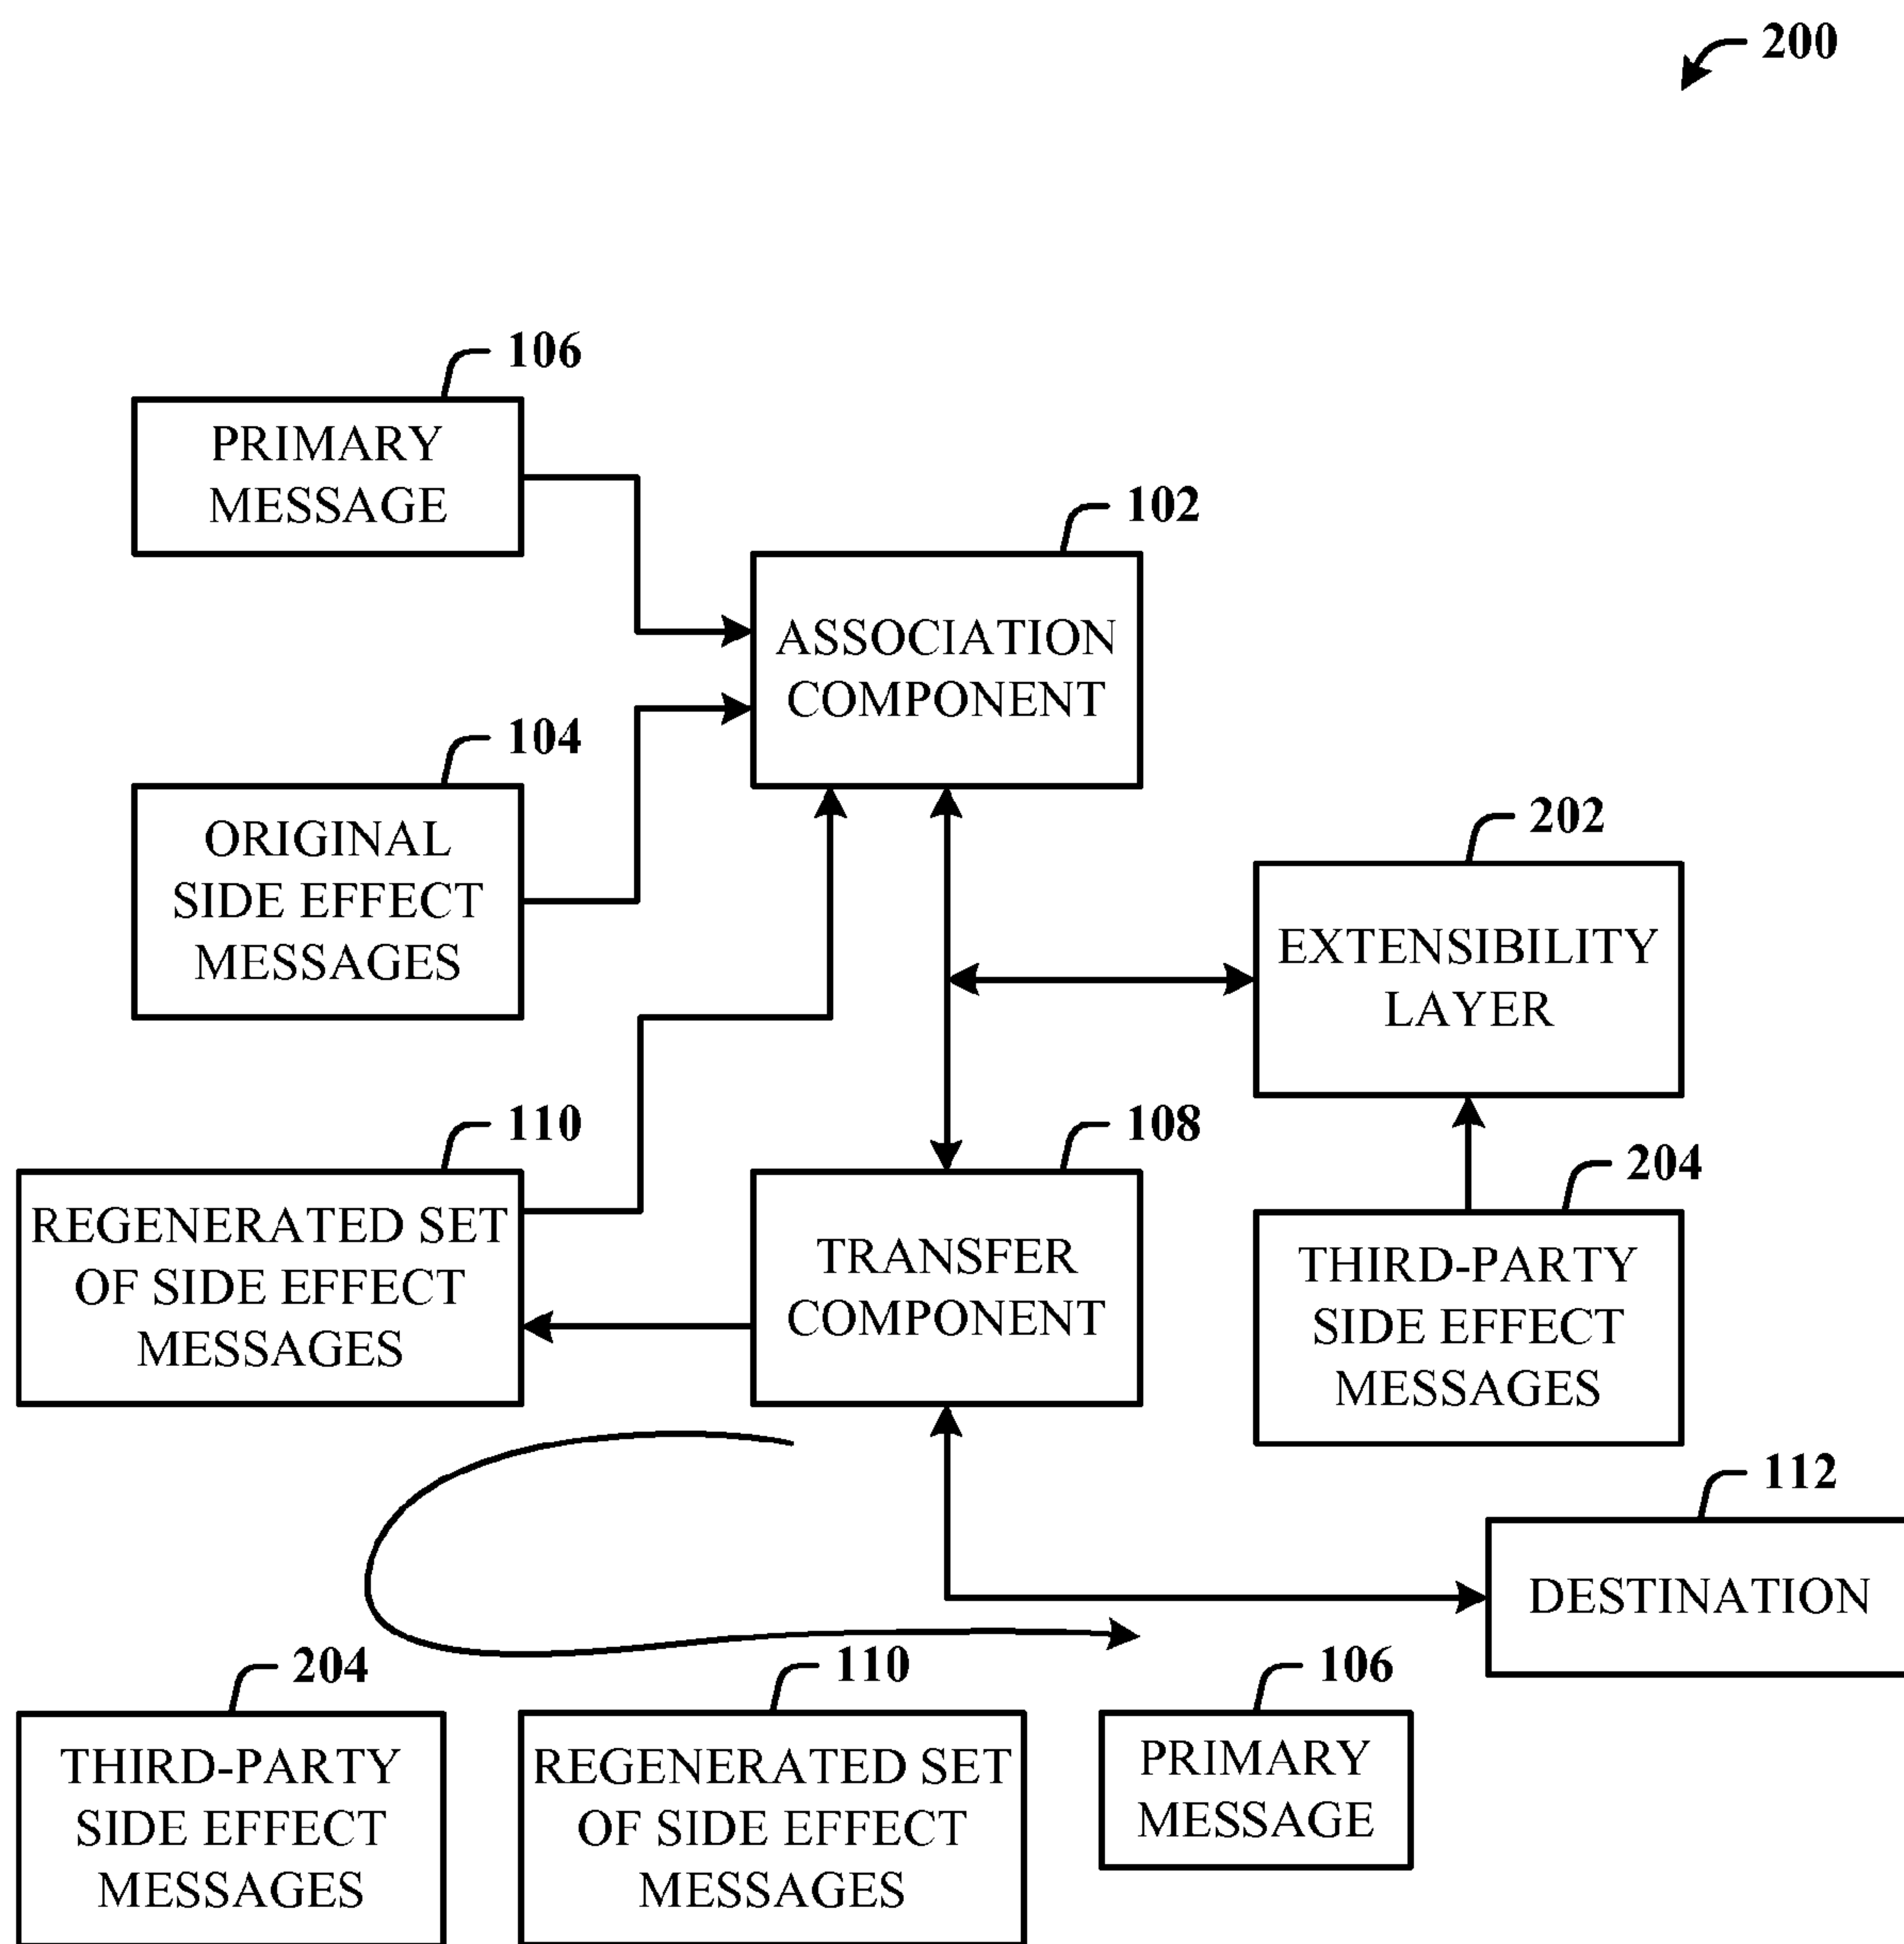 200
106
PRIMARY
MESSAGE
102
ASSOCIATION
COMPONENT
104
ORIGINAL
SIDE EFFECT
MESSAGES
202
EXTENSIBILITY
LAYER
110
REGENERATED SET
OF SIDE EFFECT
MESSAGES
108
TRANSFER
COMPONENT
204
THIRD-PARTY
SIDE EFFECT
MESSAGES
112
DESTINATION
204
THIRD-PARTY
SIDE EFFECT
MESSAGES
110
REGENERATED SET
OF SIDE EFFECT
MESSAGES
106
PRIMARY
MESSAGE